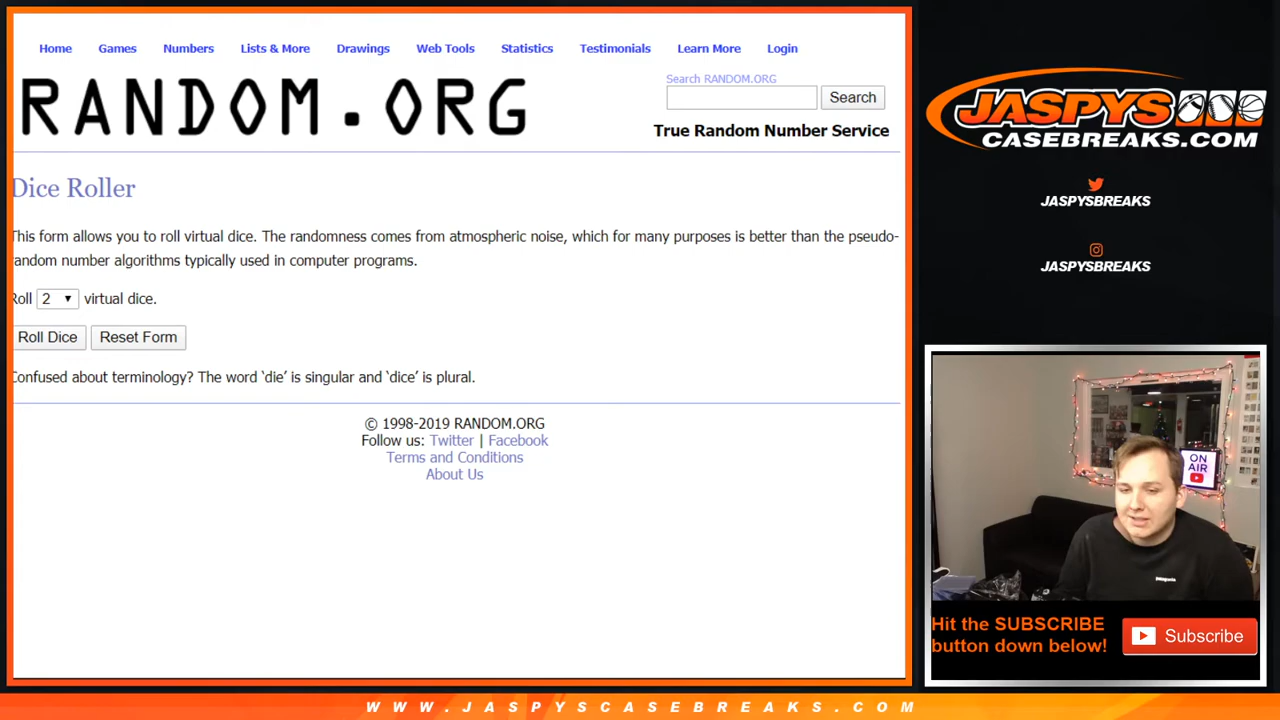 Home Games Numbers Lists & More Drawings Web Tools Statistics Testimonials Learn More Login
RANDOM.ORG
Search RANDOM.ORG
Search
True Random Number Service
Dice Roller
This form allows you to roll virtual dice. The randomness comes from atmospheric noise, which for many purposes is better than the pseudo-
random number algorithms typically used in computer programs.
Roll 2 virtual dice.
Roll Dice Reset Form
Confused about terminology? The word ‘die’ is singular and ‘dice’ is plural.
© 1998-2019 RANDOM.ORG
Follow us: Twitter | Facebook
Terms and Conditions
About Us
JASPYS
CASEBREAKS.COM
JASPYSBREAKS
JASPYSBREAKS
ON
AIR
Hit the SUBSCRIBE
button down below!
Subscribe
WWW.JASPYSCASEBREAKS.COM